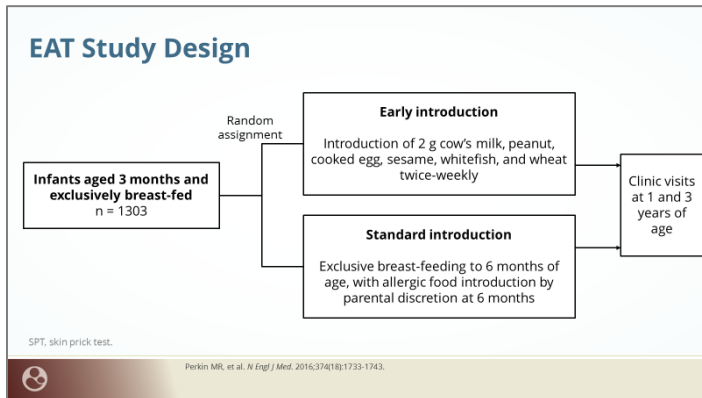 EAT Study Design
Random
assignment
Infants aged 3 months and
exclusively breast-fed
n = 1303
Early introduction
Introduction of 2 g cow's milk, peanut,
cooked egg, sesame, whitefish, and wheat
twice-weekly
Standard introduction
Exclusive breast-feeding to 6 months of
age, with allergic food introduction by
parental discretion at 6 months
Clinic visits
at 1 and 3
years of
age
SPT, skin prick test.
Perkin MR, et al. N Engl J Med. 2016;374(18):1733-1743.